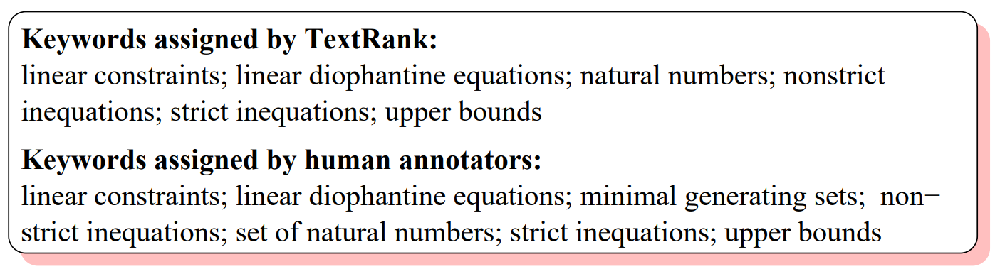 Keywords assigned by TextRank:
linear constraints; linear diophantine equations; natural numbers; nonstrict
inequations; strict inequations; upper bounds
Keywords assigned by human annotators:
linear constraints; linear diophantine equations; minimal generating sets; non−
strict inequations; set of natural numbers; strict inequations; upper bounds